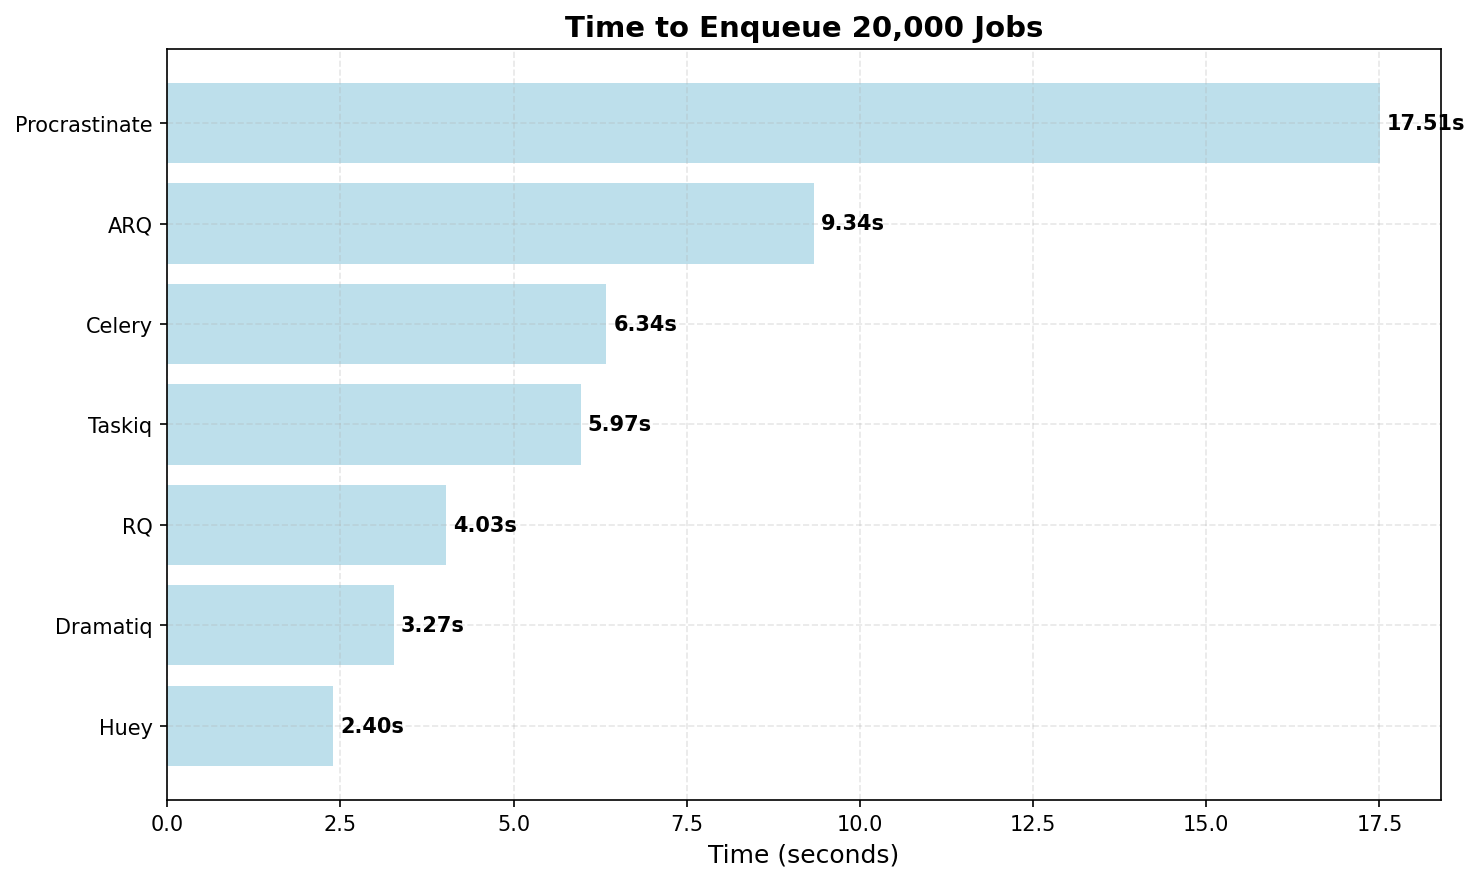 Time to Enqueue 20,000 Jobs
Procrastinate
17.51s
ARQ
9.34s
Celery
6.34s
Taskiq
5.97s
RQ
4.03s
Dramatiq
3.27s
Huey
2.40s
0.0 2.5 5.0 7.5 10.0 12.5 15.0 17.5
Time (seconds)